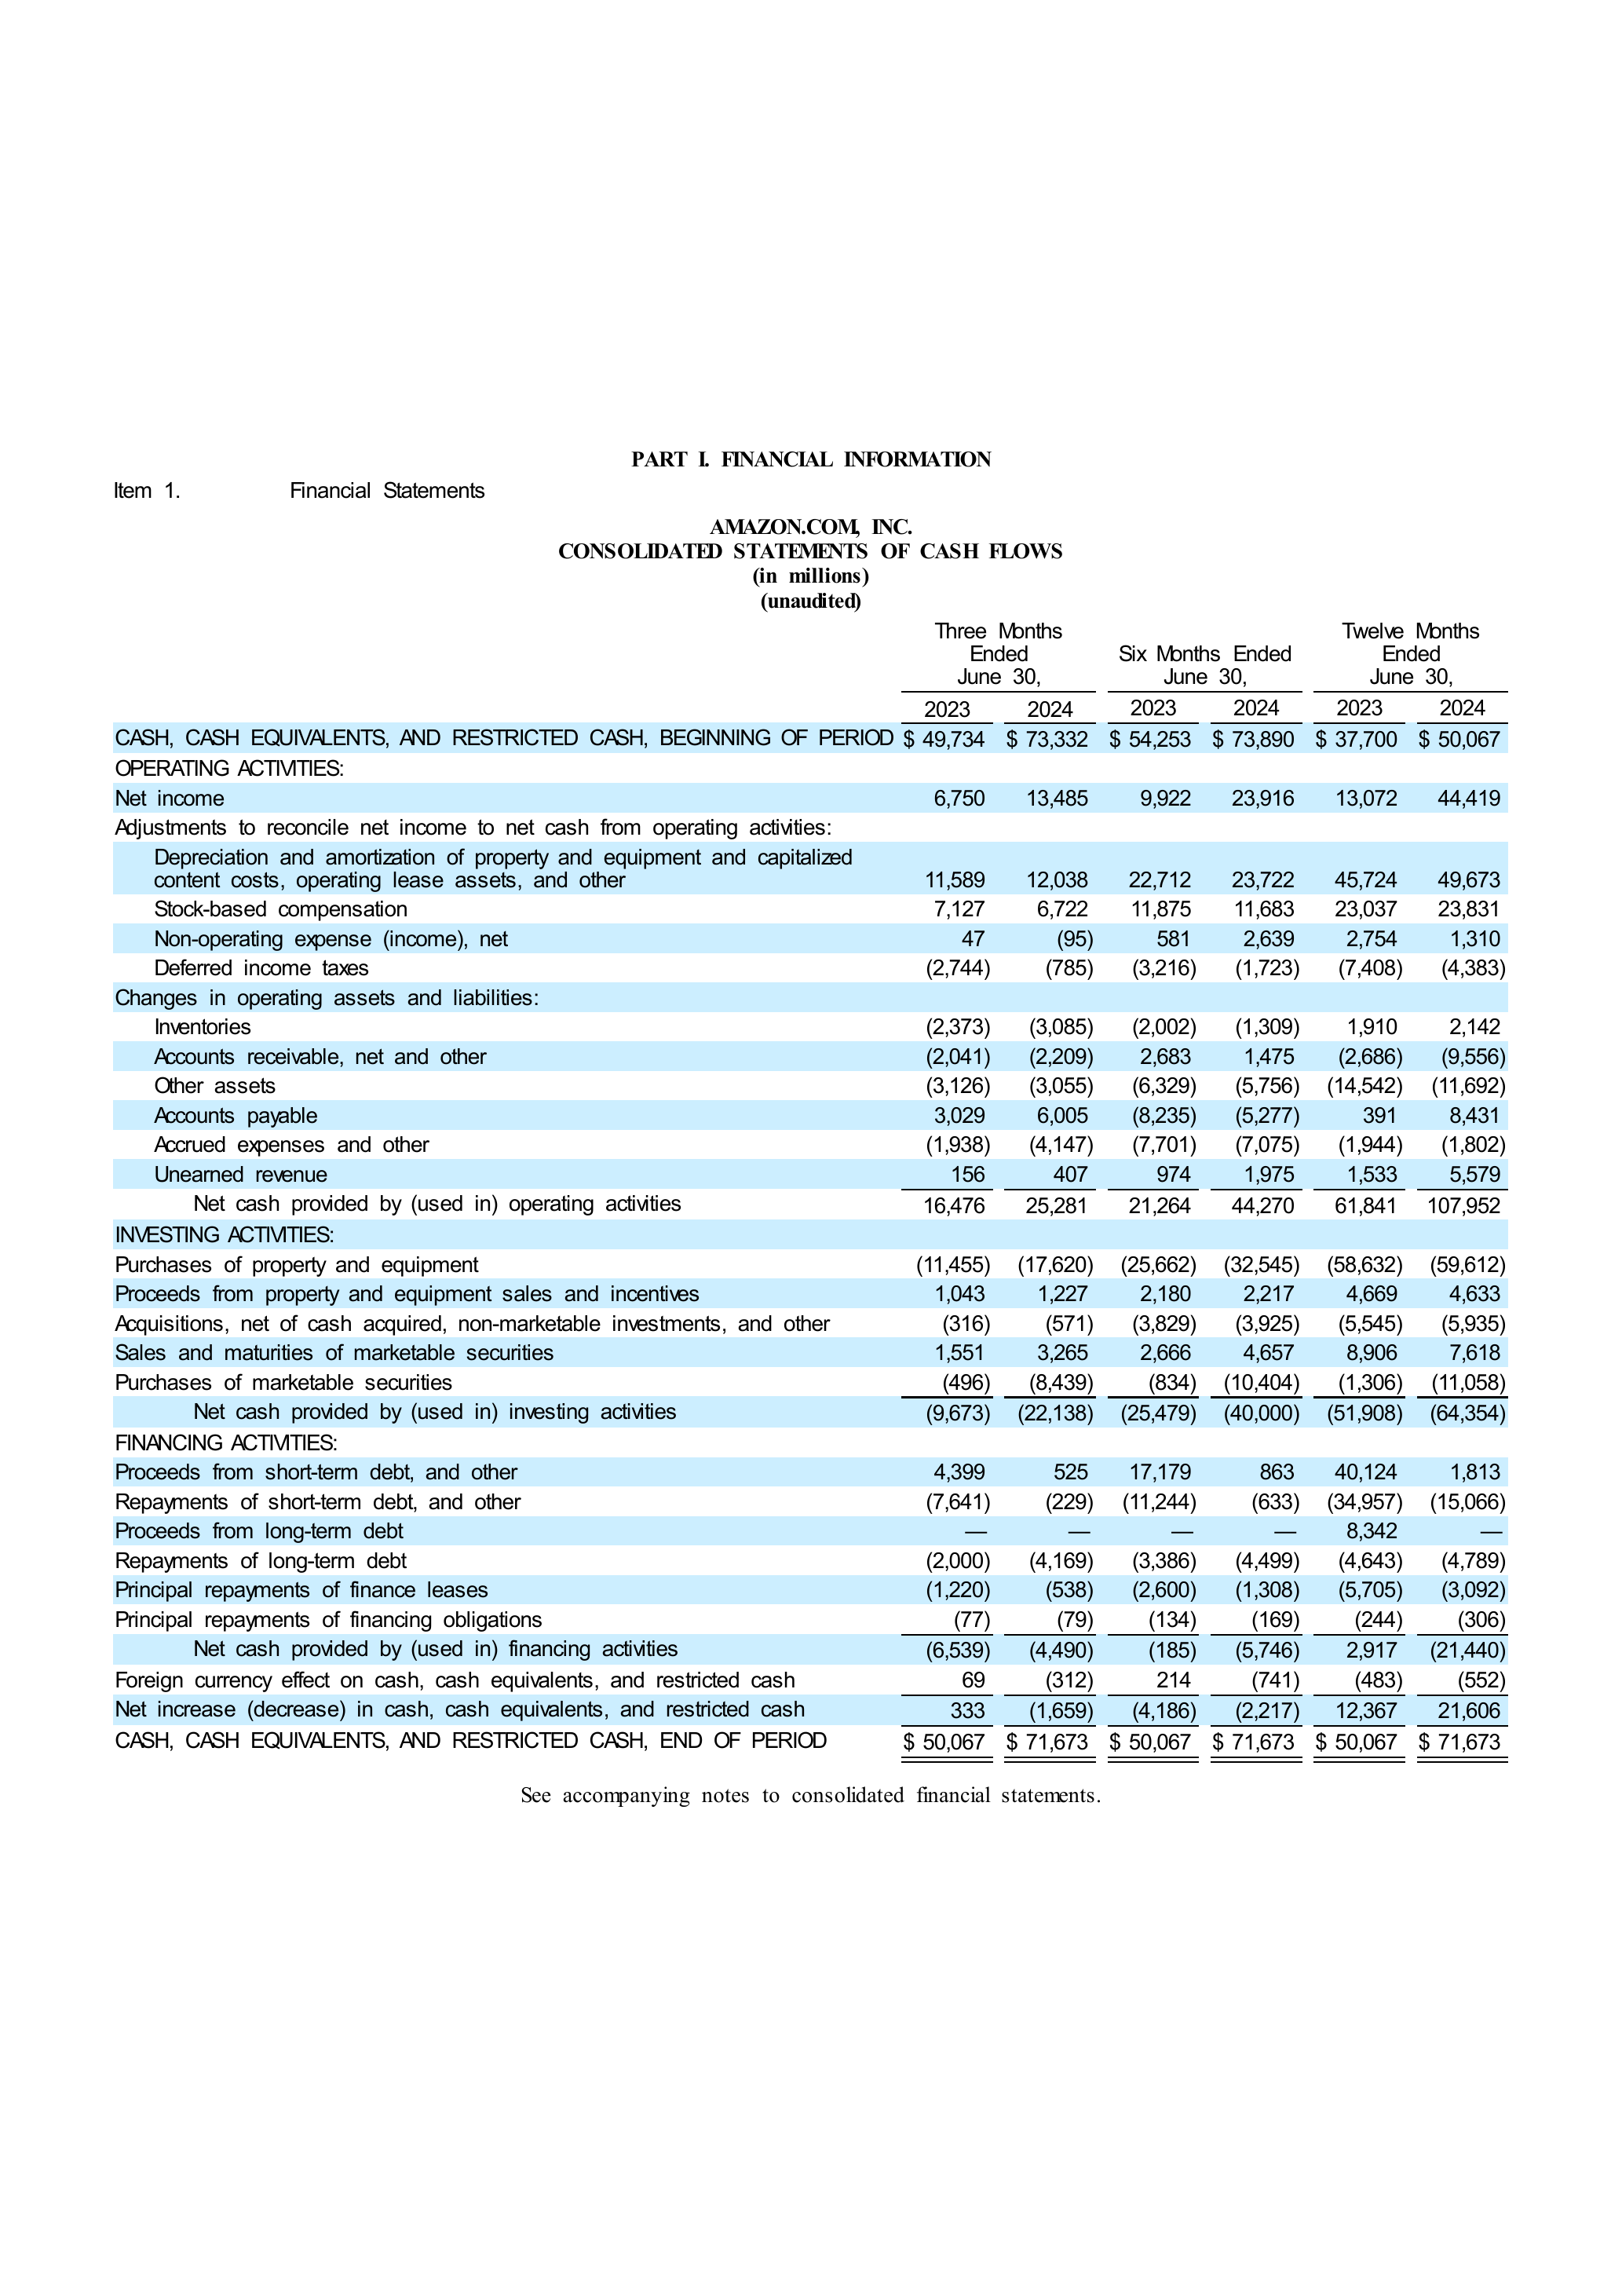 PART I. FINANCIAL INFORMATION
Item 1. Financial Statements
AMAZON.COM, INC.
CONSOLIDATED STATEMENTS OF CASH FLOWS
(in millions)
(unaudited)
Three Months Ended June 30, Six Months Ended June 30, Twelve Months Ended June 30,
2023 2024 2023 2024 2023 2024
CASH, CASH EQUIVALENTS, AND RESTRICTED CASH, BEGINNING OF PERIOD $ 49,734 $ 73,332 $ 54,253 $ 73,890 $ 37,700 $ 50,067
OPERATING ACTIVITIES:
Net income 6,750 13,485 9,922 23,916 13,072 44,419
Adjustments to reconcile net income to net cash from operating activities:
Depreciation and amortization of property and equipment and capitalized
content costs, operating lease assets, and other 11,589 12,038 22,712 23,722 45,724 49,673
Stock-based compensation 7,127 6,722 11,875 11,683 23,037 23,831
Non-operating expense (income), net 47 (95) 581 2,639 2,754 1,310
Deferred income taxes (2,744) (785) (3,216) (1,723) (7,408) (4,383)
Changes in operating assets and liabilities:
Inventories (2,373) (3,085) (2,002) (1,309) 1,910 2,142
Accounts receivable, net and other (2,041) (2,209) 2,683 1,475 (2,686) (9,556)
Other assets (3,126) (3,055) (6,329) (5,756) (14,542) (11,692)
Accounts payable 3,029 6,005 (8,235) (5,277) 391 8,431
Accrued expenses and other (1,938) (4,147) (7,701) (7,075) (1,944) (1,802)
Unearned revenue 156 407 974 1,975 1,533 5,579
Net cash provided by (used in) operating activities 16,476 25,281 21,264 44,270 61,841 107,952
INVESTING ACTIVITIES:
Purchases of property and equipment (11,455) (17,620) (25,662) (32,545) (58,632) (59,612)
Proceeds from property and equipment sales and incentives 1,043 1,227 2,180 2,217 4,669 4,633
Acquisitions, net of cash acquired, non-marketable investments, and other (316) (571) (3,829) (3,925) (5,545) (5,935)
Sales and maturities of marketable securities 1,551 3,265 2,666 4,657 8,906 7,618
Purchases of marketable securities (496) (8,439) (834) (10,404) (1,306) (11,058)
Net cash provided by (used in) investing activities (9,673) (22,138) (25,479) (40,000) (51,908) (64,354)
FINANCING ACTIVITIES:
Proceeds from short-term debt, and other 4,399 525 17,179 863 40,124 1,813
Repayments of short-term debt, and other (7,641) (229) (11,244) (633) (34,957) (15,066)
Proceeds from long-term debt — — — — 8,342 —
Repayments of long-term debt (2,000) (4,169) (3,386) (4,499) (4,643) (4,789)
Principal repayments of finance leases (1,220) (538) (2,600) (1,308) (5,705) (3,092)
Principal repayments of financing obligations (77) (79) (134) (169) (244) (306)
Net cash provided by (used in) financing activities (6,539) (4,490) (185) (5,746) 2,917 (21,440)
Foreign currency effect on cash, cash equivalents, and restricted cash 69 (312) 214 (741) (483) (552)
Net increase (decrease) in cash, cash equivalents, and restricted cash 333 (1,659) (4,186) (2,217) 12,367 21,606
CASH, CASH EQUIVALENTS, AND RESTRICTED CASH, END OF PERIOD $ 50,067 $ 71,673 $ 50,067 $ 71,673 $ 50,067 $ 71,673
See accompanying notes to consolidated financial statements.